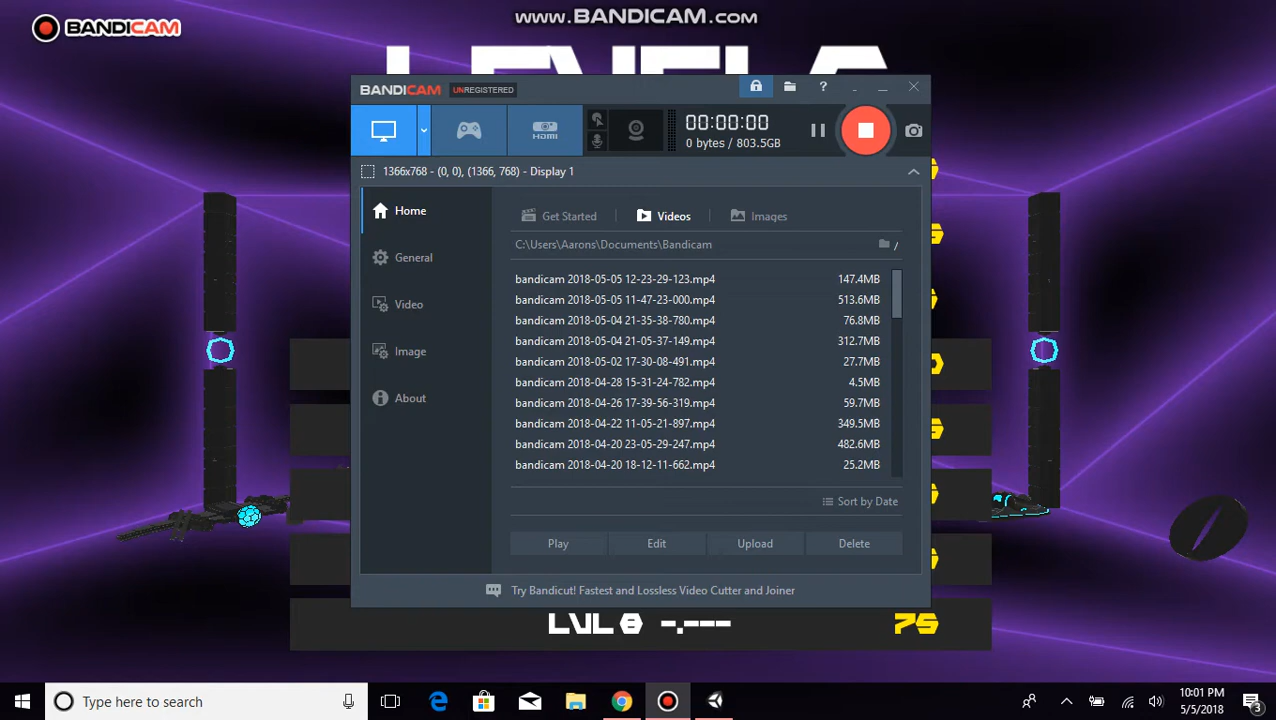 www.BANDICAM.com
BANDICAM
BANDICAM UNREGISTERED
?
HDMI
00:00:00
0 bytes / 803.5GB
1366x768 - (0, 0), (1366, 768) - Display 1
Home
General
Video
Image
About
Get Started
Videos
Images
C:\Users\Aarons\Documents\Bandicam
/
bandicam 2018-05-05 12-23-29-123.mp4 147.4MB
bandicam 2018-05-05 11-47-23-000.mp4 513.6MB
bandicam 2018-05-04 21-35-38-780.mp4 76.8MB
bandicam 2018-05-04 21-05-37-149.mp4 312.7MB
bandicam 2018-05-02 17-30-08-491.mp4 27.7MB
bandicam 2018-04-28 15-31-24-782.mp4 4.5MB
bandicam 2018-04-26 17-39-56-319.mp4 59.7MB
bandicam 2018-04-22 11-05-21-897.mp4 349.5MB
bandicam 2018-04-20 23-05-29-247.mp4 482.6MB
bandicam 2018-04-20 18-12-11-662.mp4 25.2MB
Sort by Date
Play Edit Upload Delete
Try Bandicut! Fastest and Lossless Video Cutter and Joiner
LVL 8 -.--- 75
Type here to search
10:01 PM
5/5/2018
3